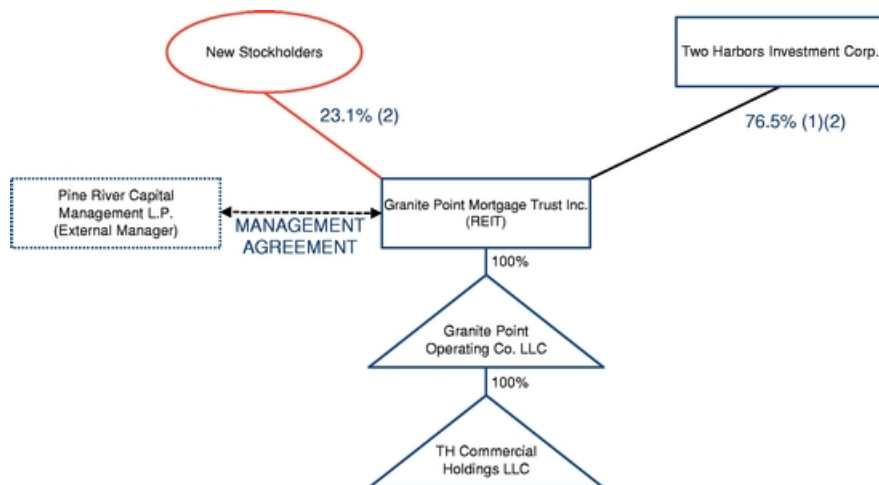 New Stockholders
Two Harbors Investment Corp.
23.1% (2)
76.5% (1)(2)
Pine River Capital
Management L.P.
(External Manager)
MANAGEMENT
AGREEMENT
Granite Point Mortgage Trust Inc.
(REIT)
100%
Granite Point
Operating Co. LLC
100%
TH Commercial
Holdings LLC